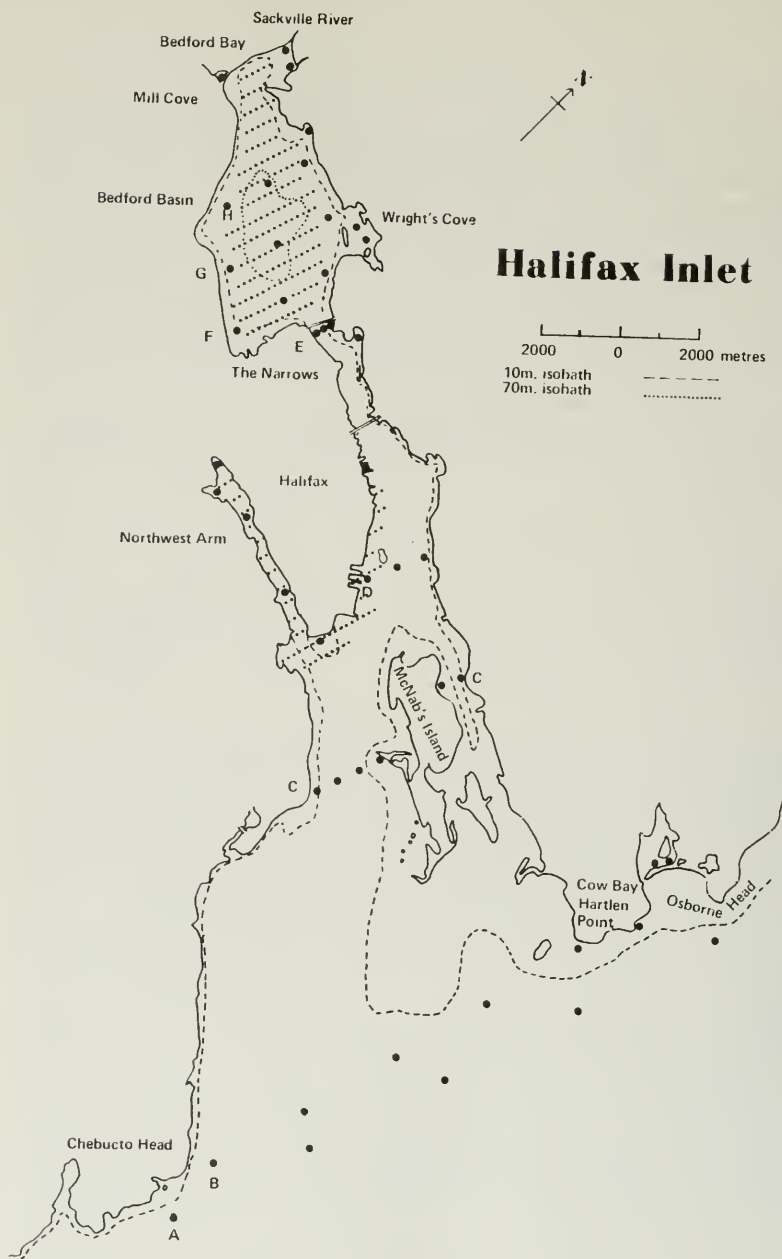 Sackville River
Bedford Bay
Mill Cove
Bedford Basin
H
Wright's Cove
G
Halifax Inlet
F
E
The Narrows
2000 0 2000 metres
10m. isobath
70m. isobath
Halifax
Northwest Arm
D
McNab's Island
C
C
Cow Bay
Hartlen
Point
Osborne Head
Chebucto Head
B
A